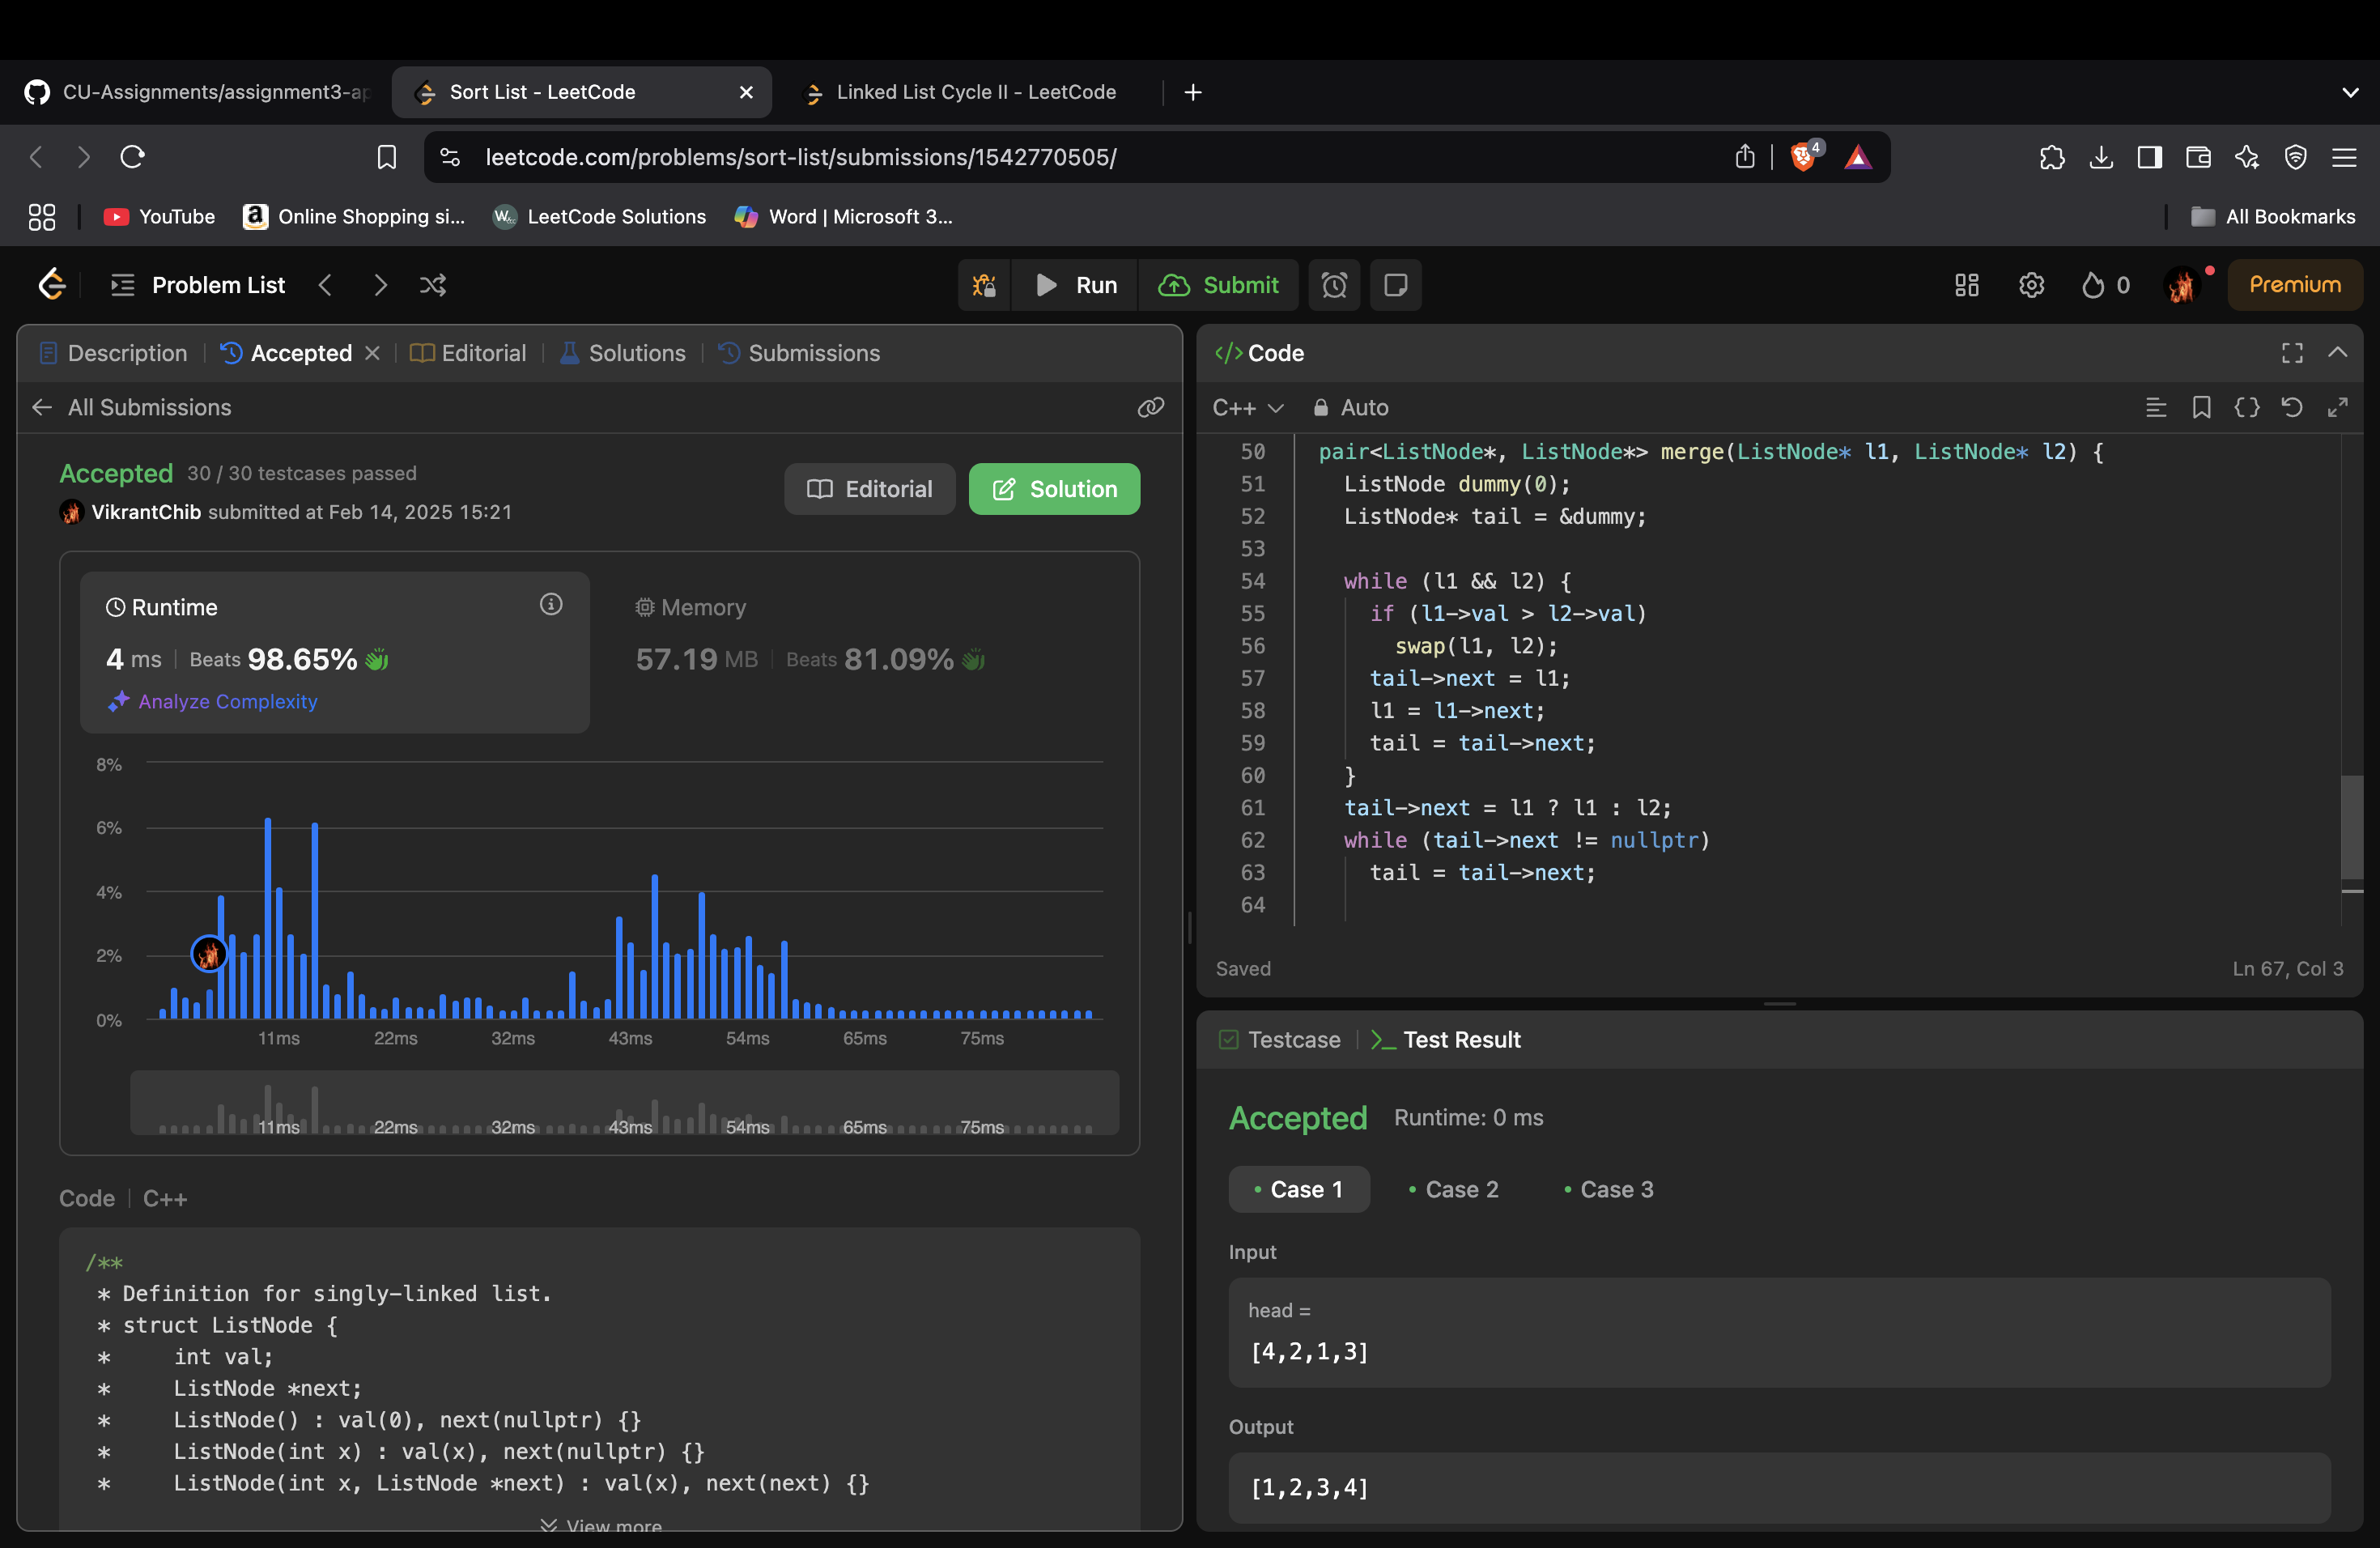 CU-Assignments/assignment3-ap
Sort List - LeetCode
Linked List Cycle II - LeetCode
leetcode.com/problems/sort-list/submissions/1542770505/
4
YouTube
Online Shopping si...
LeetCode Solutions
Word | Microsoft 3...
All Bookmarks
Problem List
Run
Submit
0
Premium
Description
Accepted
Editorial
Solutions
Submissions
All Submissions
Accepted 30 / 30 testcases passed
VikrantChib submitted at Feb 14, 2025 15:21
Editorial
Solution
Runtime
4 ms | Beats 98.65%
Analyze Complexity
Memory
57.19 MB | Beats 81.09%
8%
6%
4%
2%
0%
11ms 22ms 32ms 43ms 54ms 65ms 75ms
11ms 22ms 32ms 43ms 54ms 65ms 75ms
Code | C++
/**
* Definition for singly-linked list.
* struct ListNode {
*     int val;
*     ListNode *next;
*     ListNode() : val(0), next(nullptr) {}
*     ListNode(int x) : val(x), next(nullptr) {}
*     ListNode(int x, ListNode *next) : val(x), next(next) {}
View more
</> Code
C++
Auto
50 pair<ListNode*, ListNode*> merge(ListNode* l1, ListNode* l2) {
51   ListNode dummy(0);
52   ListNode* tail = &dummy;
53
54   while (l1 && l2) {
55     if (l1->val > l2->val)
56       swap(l1, l2);
57     tail->next = l1;
58     l1 = l1->next;
59     tail = tail->next;
60   }
61   tail->next = l1 ? l1 : l2;
62   while (tail->next != nullptr)
63     tail = tail->next;
64
Saved
Ln 67, Col 3
Testcase
Test Result
Accepted Runtime: 0 ms
Case 1
Case 2
Case 3
Input
head =
[4,2,1,3]
Output
[1,2,3,4]